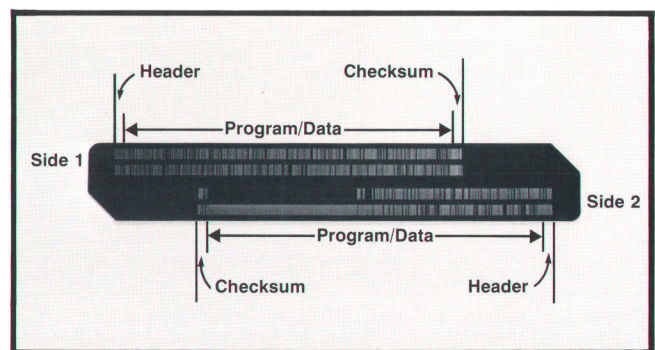 Header
Checksum
Program/Data
Side 1
Side 2
Program/Data
Checksum
Header